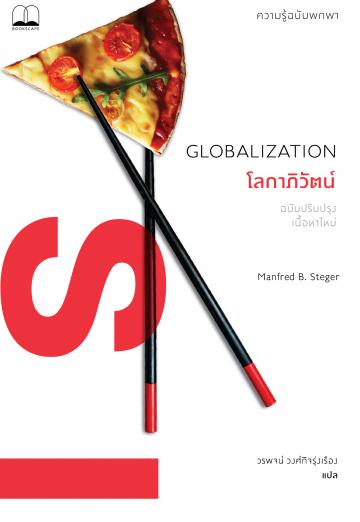 BOOKSCAPE
ความรู้ฉบับพกพา
GLOBALIZATION
โลกาภิวัตน์
ฉบับปรับปรุง
เนื้อหาใหม่
Manfred B. Steger
S
วรพจน์ วงศ์กิจรุ่งเรือง
แปล